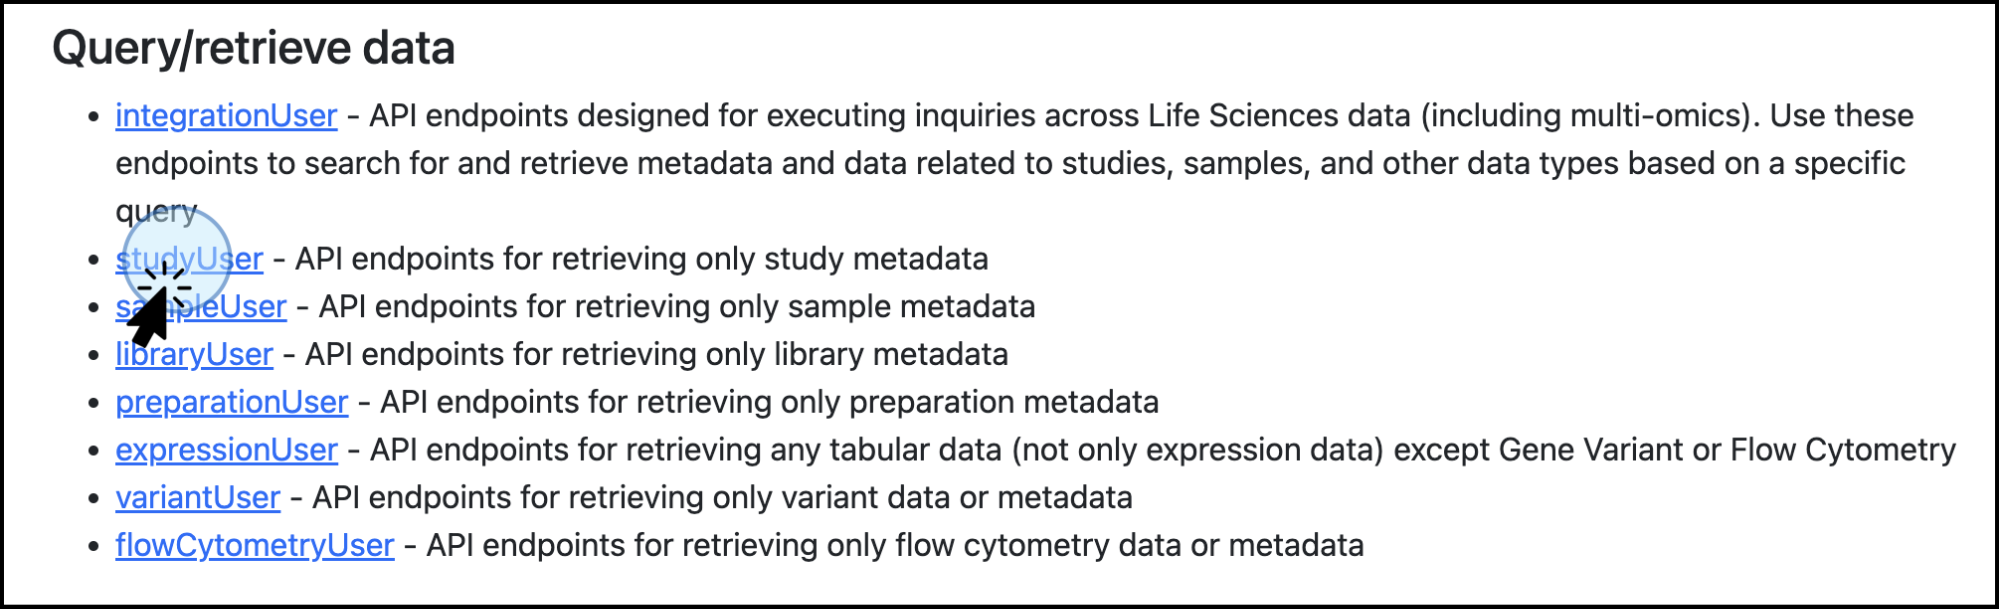 Query/retrieve data
• integrationUser - API endpoints designed for executing inquiries across Life Sciences data (including multi-omics). Use these
endpoints to search for and retrieve metadata and data related to studies, samples, and other data types based on a specific
query
• studyUser - API endpoints for retrieving only study metadata
• sampleUser - API endpoints for retrieving only sample metadata
• libraryUser - API endpoints for retrieving only library metadata
• preparationUser - API endpoints for retrieving only preparation metadata
• expressionUser - API endpoints for retrieving any tabular data (not only expression data) except Gene Variant or Flow Cytometry
• variantUser - API endpoints for retrieving only variant data or metadata
• flowCytometryUser - API endpoints for retrieving only flow cytometry data or metadata